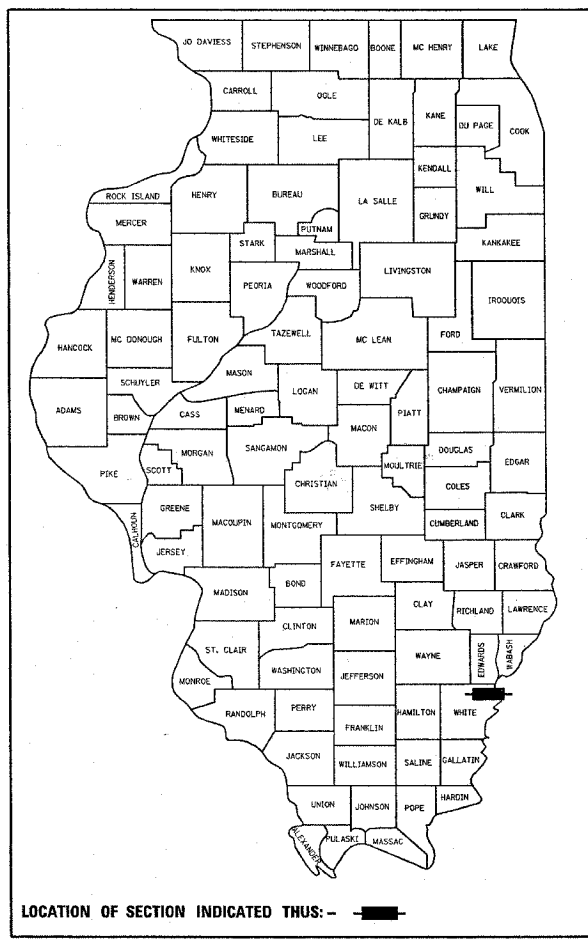 JO DAVIESS STEPHENSON WINNEBAGO BOONE MC HENRY LAKE
CARROLL OGLE DE KALB KANE DU PAGE COOK
WHITESIDE LEE
KENDALL WILL
ROCK ISLAND HENRY BUREAU LA SALLE GRUNDY
MERCER PUTNAM
STARK MARSHALL KANKAKEE
HENDERSON WARREN KNOX PEORIA WOODFORD LIVINGSTON IROQUOIS
HANCOCK MC DONOUGH FULTON TAZEWELL MC LEAN FORD
MASON
SCHUYLER LOGAN DE WITT CHAMPAIGN VERMILION
ADAMS BROWN CASS MENARD PIATT
MACON
MORGAN SANGAMON DOUGLAS EDGAR
PIKE SCOTT CHRISTIAN MOULTRIE COLES
GREENE MACOUPIN MONTGOMERY SHELBY CUMBERLAND CLARK
CALHOUN
JERSEY FAYETTE EFFINGHAM JASPER CRAWFORD
MADISON BOND
CLAY RICHLAND LAWRENCE
CLINTON MARION
ST. CLAIR WAYNE EDWARDS WABASH
WASHINGTON JEFFERSON
MONROE
RANDOLPH PERRY HAMILTON WHITE
FRANKLIN
JACKSON WILLIAMSON SALINE GALLATIN
UNION JOHNSON POPE HARDIN
ALEXANDER PULASKI MASSAC
LOCATION OF SECTION INDICATED THUS: -